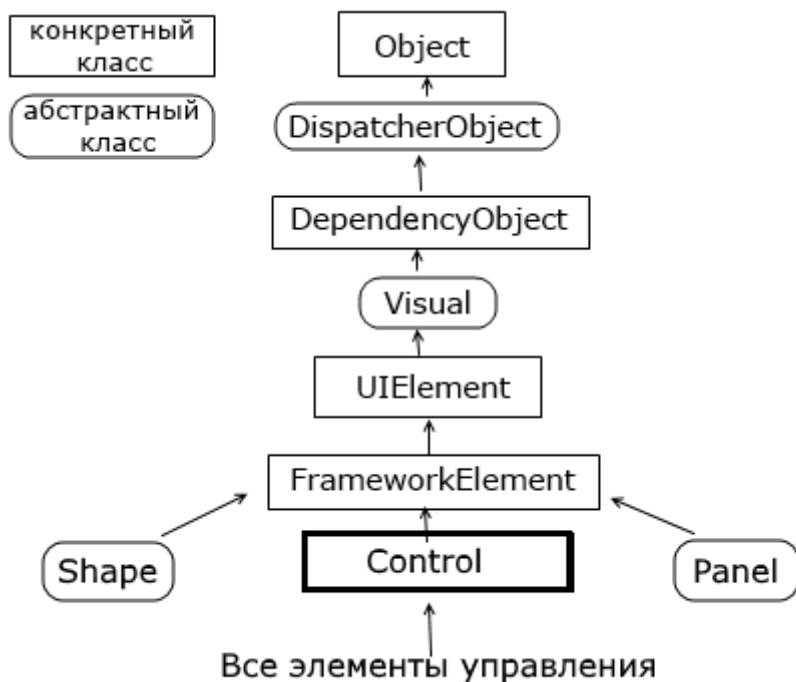 конкретный
класс
абстрактный
класс
Object
DispatcherObject
DependencyObject
Visual
UIElement
FrameworkElement
Shape
Control
Panel
Все элементы управления